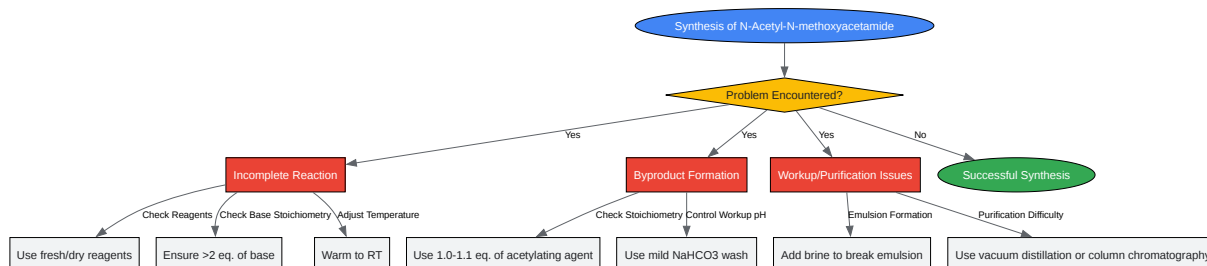 Synthesis of N-Acetyl-N-methoxyacetamide
Problem Encountered?
Yes
Yes
Yes
No
Incomplete Reaction
Byproduct Formation
Workup/Purification Issues
Successful Synthesis
Check Reagents
Check Base Stoichiometry
Adjust Temperature
Check Stoichiometry
Control Workup pH
Emulsion Formation
Purification Difficulty
Use fresh/dry reagents
Ensure >2 eq. of base
Warm to RT
Use 1.0-1.1 eq. of acetylating agent
Use mild NaHCO3 wash
Add brine to break emulsion
Use vacuum distillation or column chromatography